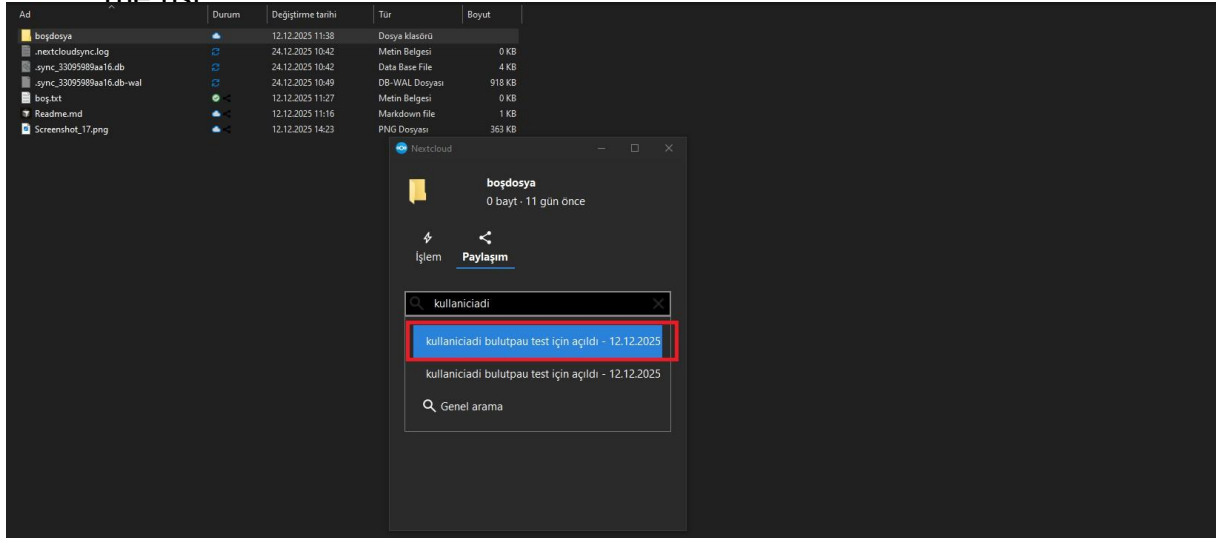 Ad Durum Değiştirme tarihi Tür Boyut
boşdosya 12.12.2025 11:38 Dosya klasörü
.nextcloudsync.log 24.12.2025 10:42 Metin Belgesi 0 KB
.sync_33095989aa16.db 24.12.2025 10:42 Data Base File 4 KB
.sync_33095989aa16.db-wal 24.12.2025 10:49 DB-WAL Dosyası 918 KB
boş.txt 12.12.2025 11:27 Metin Belgesi 0 KB
Readme.md 12.12.2025 11:16 Markdown file 1 KB
Screenshot_17.png 12.12.2025 14:23 PNG Dosyası 363 KB
Nextcloud
boşdosya
0 bayt · 11 gün önce
İşlem Paylaşım
kullaniciadi
kullaniciadi bulutpau test için açıldı - 12.12.2025
kullaniciadi bulutpau test için açıldı - 12.12.2025
Genel arama